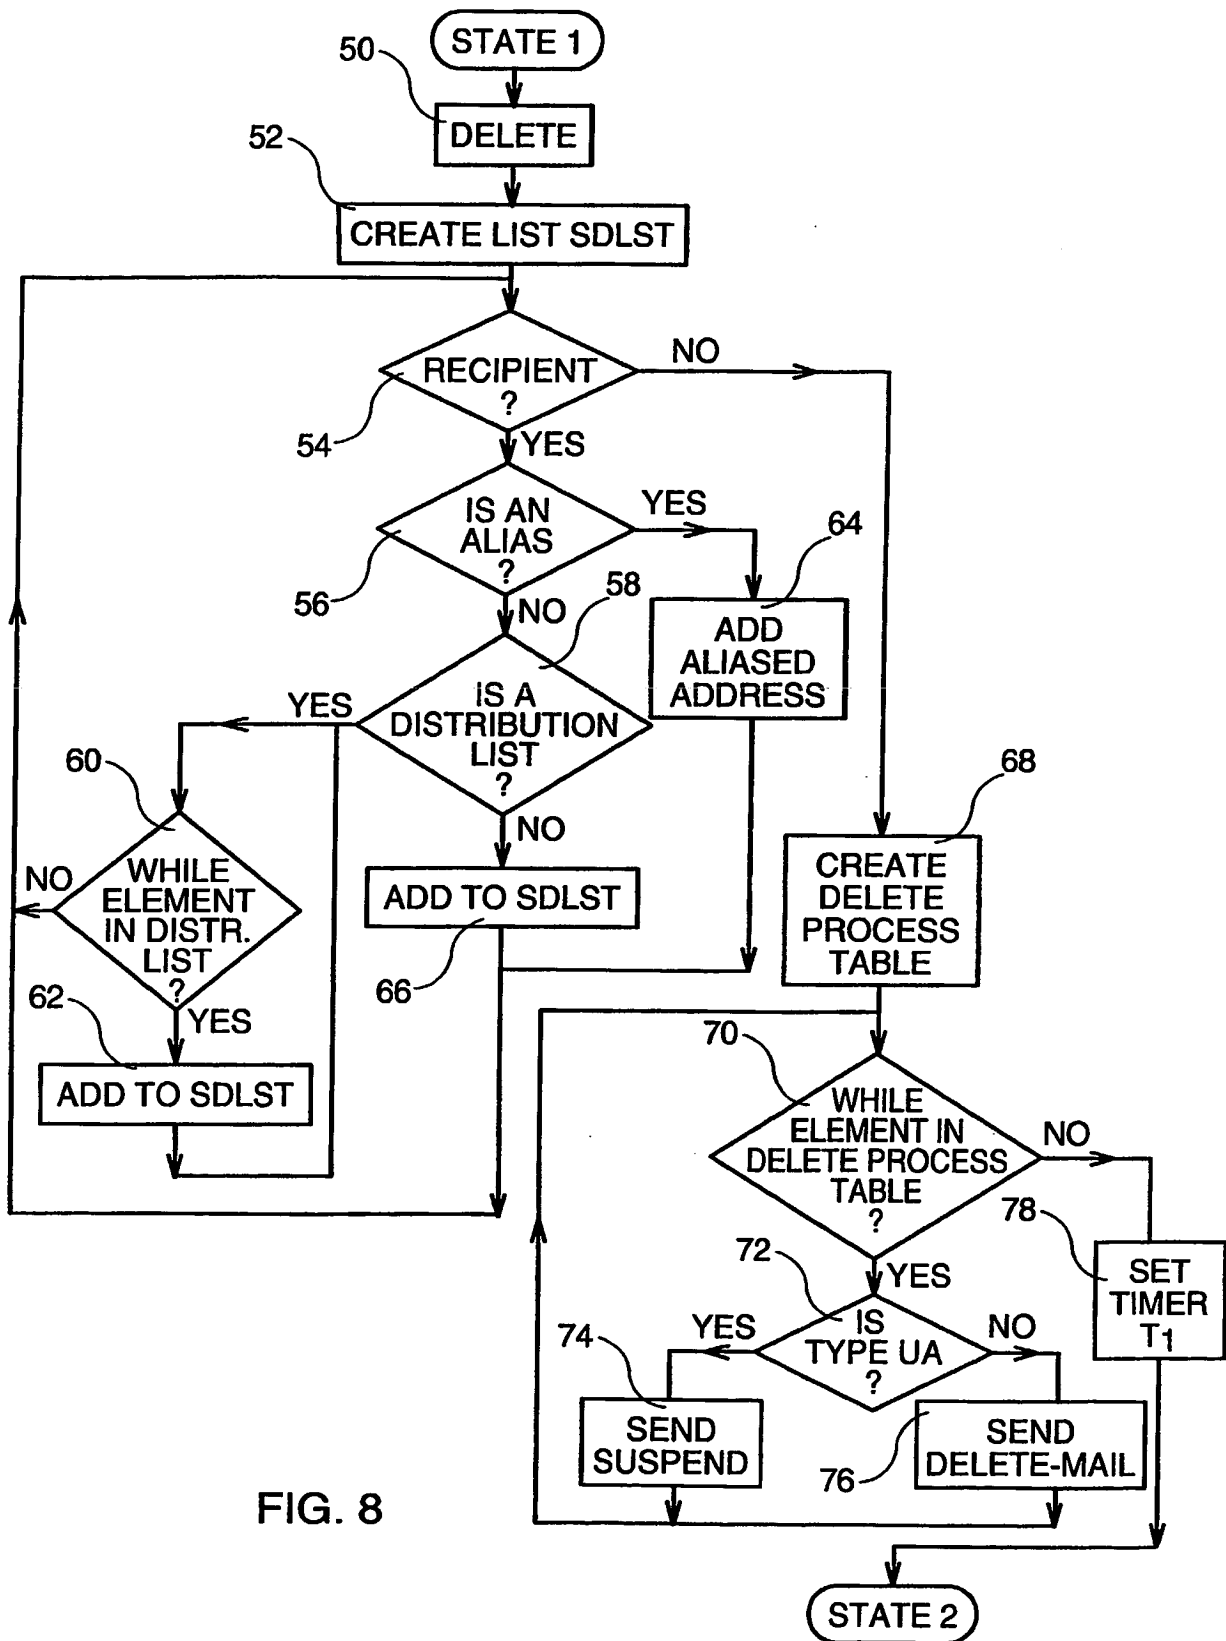 STATE 1
50
DELETE
52
CREATE LIST SDLST
RECIPIENT
?
NO
54
YES
IS AN
ALIAS
?
YES
56
NO
58
64
ADD
ALIASED
ADDRESS
IS A
DISTRIBUTION
LIST
?
YES
NO
60
WHILE
ELEMENT
IN DISTR.
LIST
?
NO
YES
62
ADD TO SDLST
ADD TO SDLST
66
68
CREATE
DELETE
PROCESS
TABLE
70
WHILE
ELEMENT IN
DELETE PROCESS
TABLE
?
NO
YES
78
SET
TIMER
T1
72
IS
TYPE UA
?
YES
NO
74
SEND
SUSPEND
76
SEND
DELETE-MAIL
STATE 2
FIG. 8